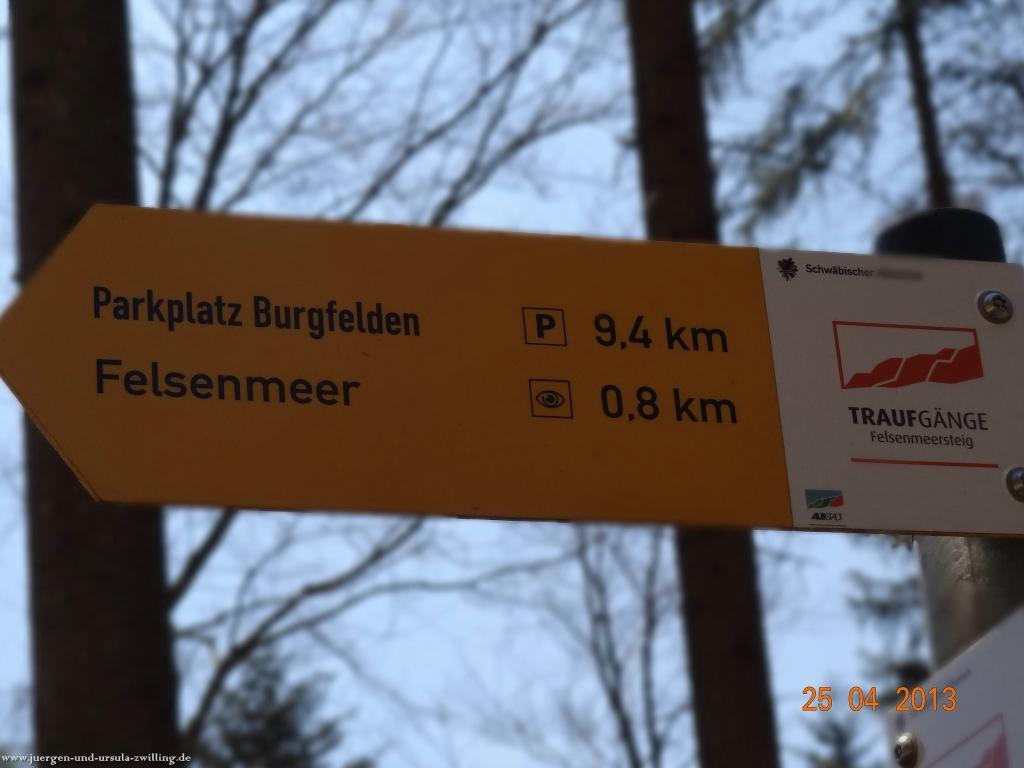 Parkplatz Burgfelden P 9,4 km
Felsenmeer 0,8 km
Schwäbischer
TRAUFGÄNGE
Felsenmeersteig
ALBSTADT
25 04 2013
www.juergen-und-ursula-zwilling.de